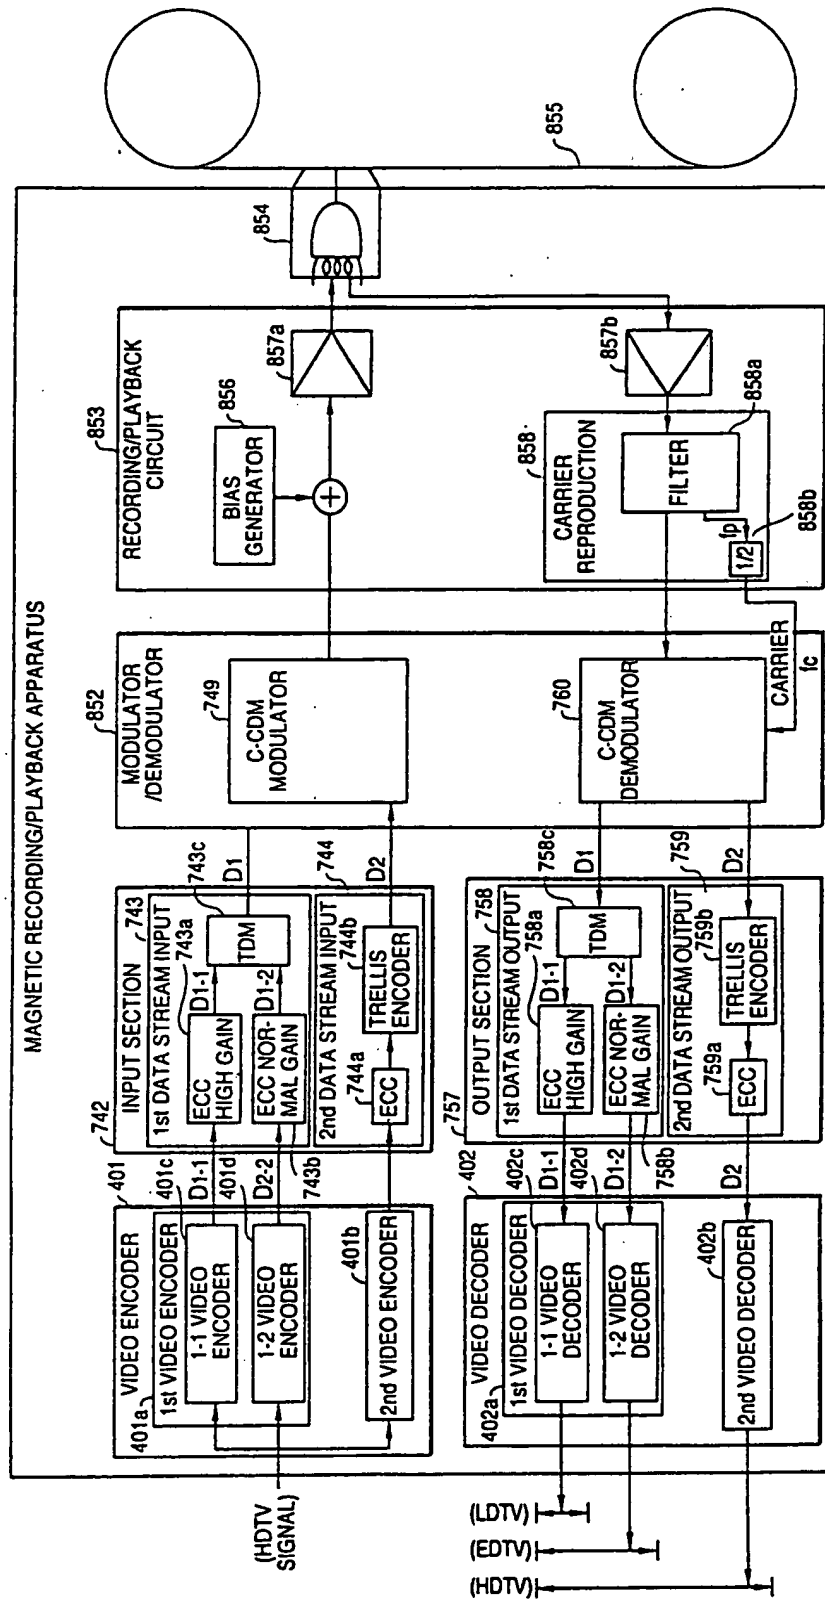 MAGNETIC RECORDING/PLAYBACK APPARATUS
401
VIDEO ENCODER
401a
1st VIDEO ENCODER
401c
1-1 VIDEO
ENCODER
401d
1-2 VIDEO
ENCODER
401b
2nd VIDEO ENCODER
(HDTV
SIGNAL)
D1-1
D2-2
742
INPUT SECTION
743
1st DATA STREAM INPUT
743a
ECC
HIGH GAIN
D1-1
743c
TDM
ECC NOR-
MAL GAIN
D1-2
743b
744
2nd DATA STREAM INPUT
744a
ECC
744b
TRELLIS
ENCODER
D1
D2
852
MODULATOR
/DEMODULATOR
749
C-CDM
MODULATOR
760
C-CDM
DEMODULATOR
CARRIER
fc
853
RECORDING/PLAYBACK
CIRCUIT
856
BIAS
GENERATOR
+
857a
854
855
857b
858
CARRIER
REPRODUCTION
858a
FILTER
fp
1/2
858b
402
VIDEO DECODER
402a
1st VIDEO DECODER
402c
1-1 VIDEO
DECODER
402d
1-2 VIDEO
DECODER
402b
2nd VIDEO DECODER
D1-1
D1-2
D2
757
OUTPUT SECTION
758
1st DATA STREAM OUTPUT
758a
ECC
HIGH GAIN
D1-1
758c
TDM
ECC NOR-
MAL GAIN
D1-2
758b
759
2nd DATA STREAM OUTPUT
759a
ECC
759b
TRELLIS
ENCODER
D1
D2
(LDTV)
(EDTV)
(HDTV)